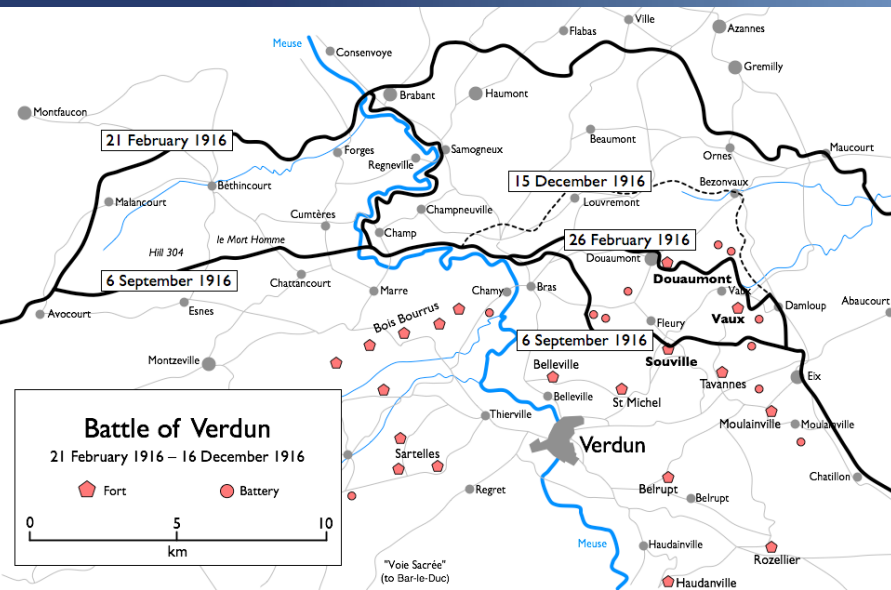 Ville
Flabas
Azannes
Meuse
Consenvoye
Gremilly
Brabant
Haumont
Montfaucon
21 February 1916
Beaumont
Forges
Samogneux
Regneville
Ornes
Maucourt
Béthincourt
15 December 1916
Bezonvaux
Malancourt
Louvremont
Cumtères
Champneuville
Champ
le Mort Homme
26 February 1916
Hill 304
Douaumont
6 September 1916
Chattancourt
Douaumont
Marre
Chamy
Bras
Vaux
Abaucourt
Damloup
Esnes
Avocourt
Bois Bourrus
Vaux
Fleury
6 September 1916
Montzeville
Belleville
Souville
Eix
Tavannes
Belleville
St Michel
Thierville
Moulainville
Moulainville
Verdun
Sartelles
Chatillon
Regret
Belrupt
Belrupt
Meuse
Haudainville
Rozellier
"Voie Sacrée"
(to Bar-le-Duc)
Haudanville
Battle of Verdun
21 February 1916 – 16 December 1916
Fort
Battery
0 5 10
km